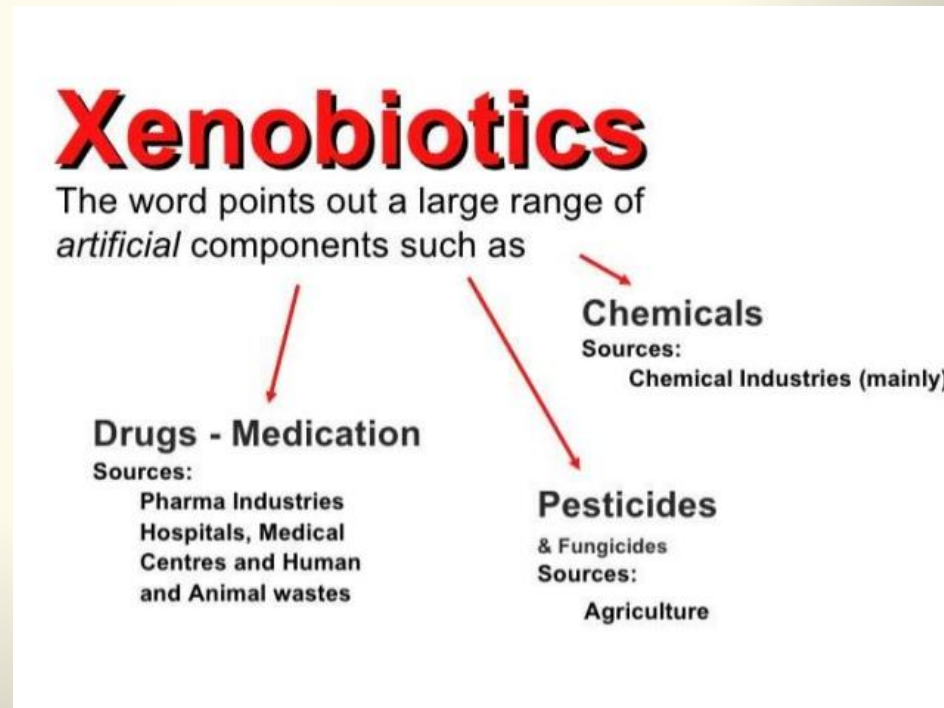 Xenobiotics
The word points out a large range of
artificial components such as
Chemicals
Sources:
Chemical Industries (mainly)
Drugs - Medication
Sources:
Pharma Industries
Hospitals, Medical
Centres and Human
and Animal wastes
Pesticides
& Fungicides
Sources:
Agriculture